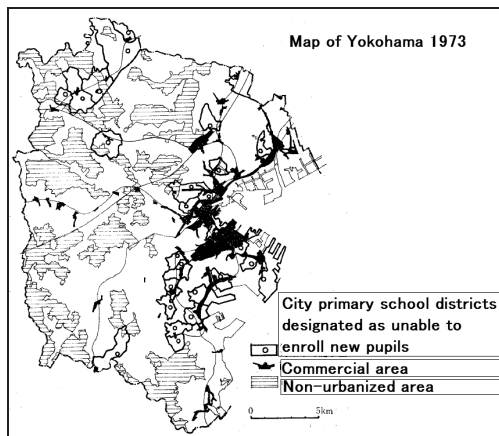 Map of Yokohama 1973
City primary school districts
designated as unable to
enroll new pupils
Commercial area
Non-urbanized area
0 5km